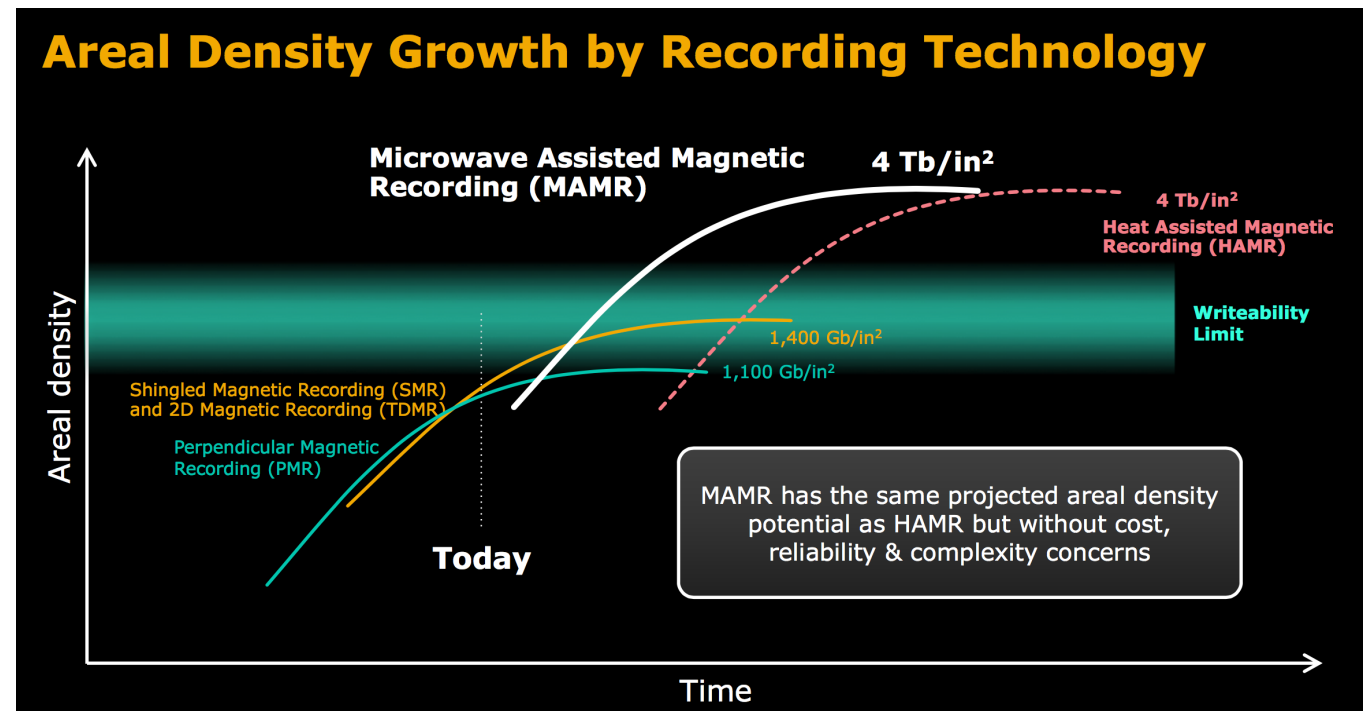 Areal Density Growth by Recording Technology
Microwave Assisted Magnetic
Recording (MAMR)
4 Tb/in²
4 Tb/in²
Heat Assisted Magnetic
Recording (HAMR)
Areal density
Writeability
Limit
1,400 Gb/in²
1,100 Gb/in²
Shingled Magnetic Recording (SMR)
and 2D Magnetic Recording (TDMR)
Perpendicular Magnetic
Recording (PMR)
Today
MAMR has the same projected areal density
potential as HAMR but without cost,
reliability & complexity concerns
Time